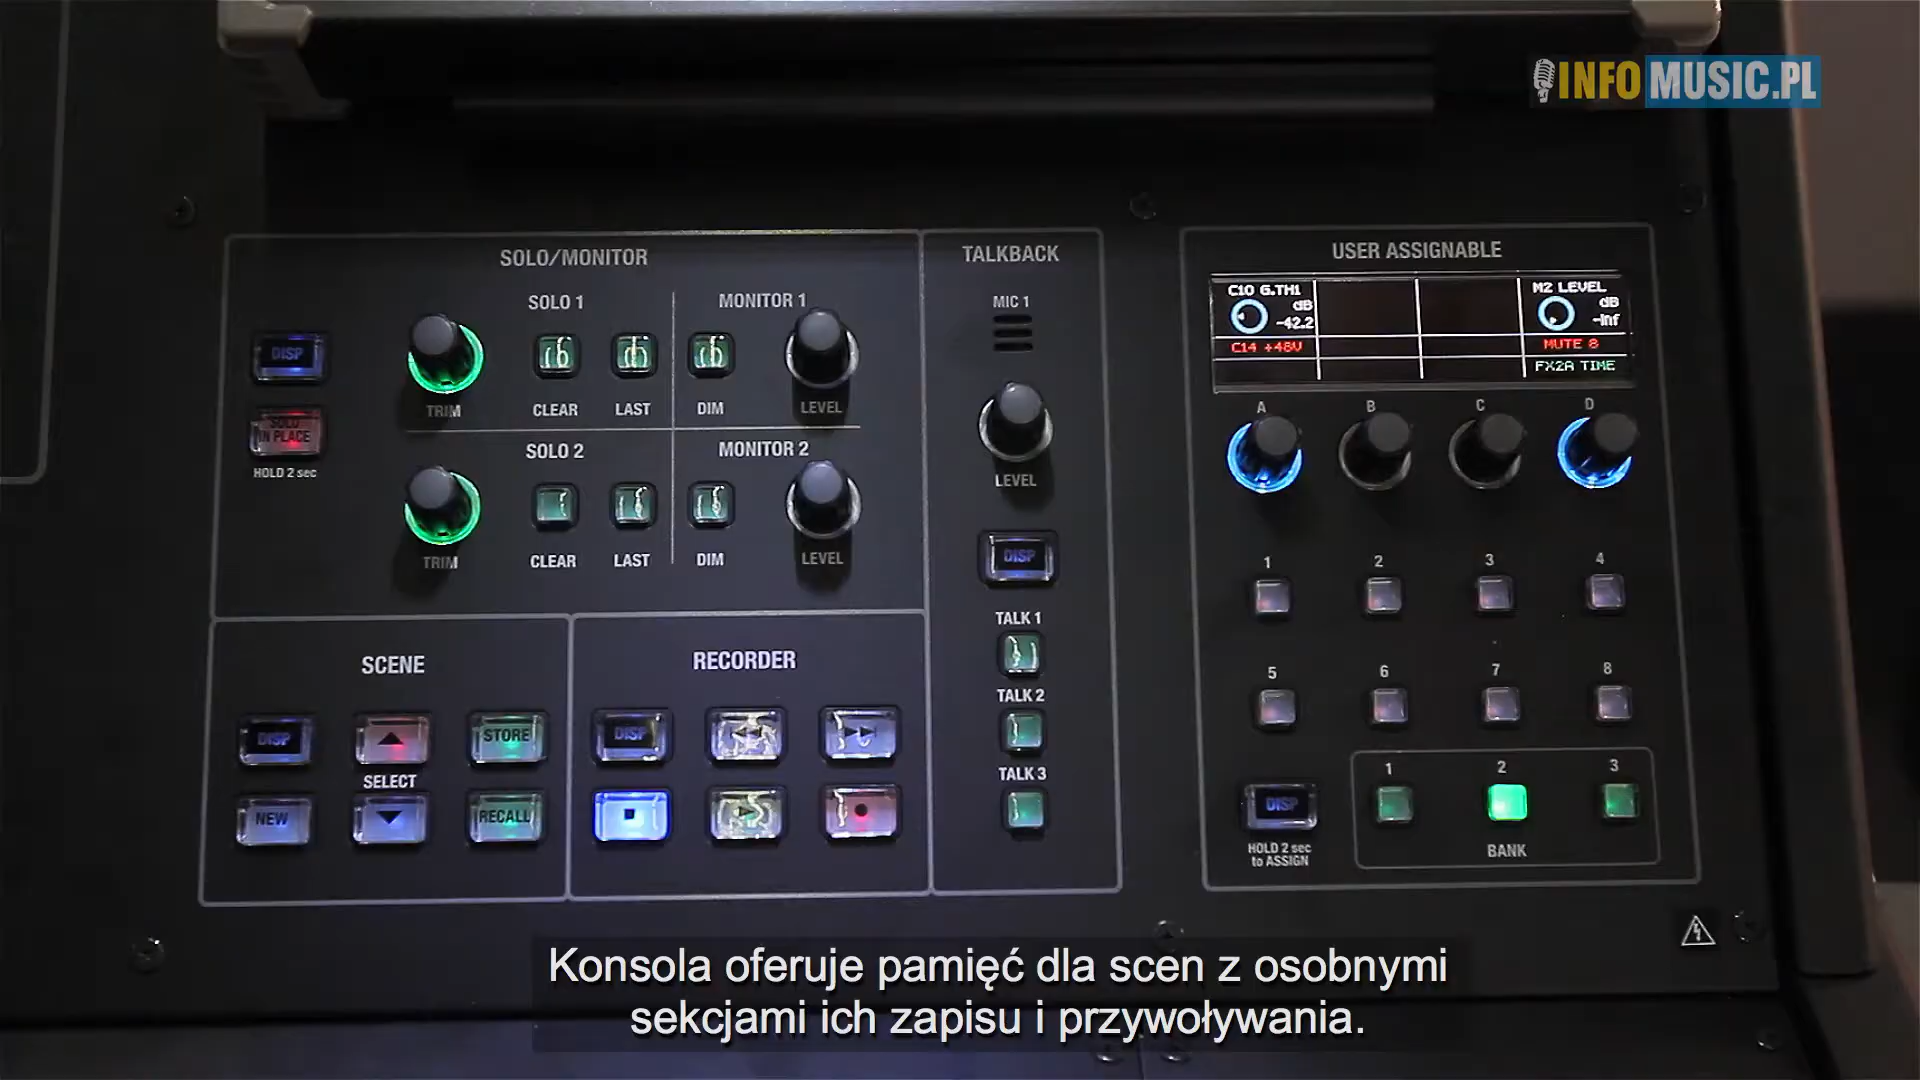 INFOMUSIC.PL
SOLO/MONITOR
SOLO 1
MONITOR 1
DISP
TRIM
CLEAR
LAST
DIM
LEVEL
SOLO IN PLACE
HOLD 2 sec
SOLO 2
MONITOR 2
TRIM
CLEAR
LAST
DIM
LEVEL
SCENE
DISP
STORE
SELECT
NEW
RECALL
RECORDER
DISP
TALKBACK
MIC 1
LEVEL
DISP
TALK 1
TALK 2
TALK 3
USER ASSIGNABLE
C10 G.TH1
dB
-42.2
C14 +48V
M2 LEVEL
dB
-Inf
MUTE 8
FX2A TIME
A B C D
1 2 3 4
5 6 7 8
DISP
HOLD 2 sec
to ASSIGN
1 2 3
BANK
Konsola oferuje pamięć dla scen z osobnymi
sekcjami ich zapisu i przywoływania.